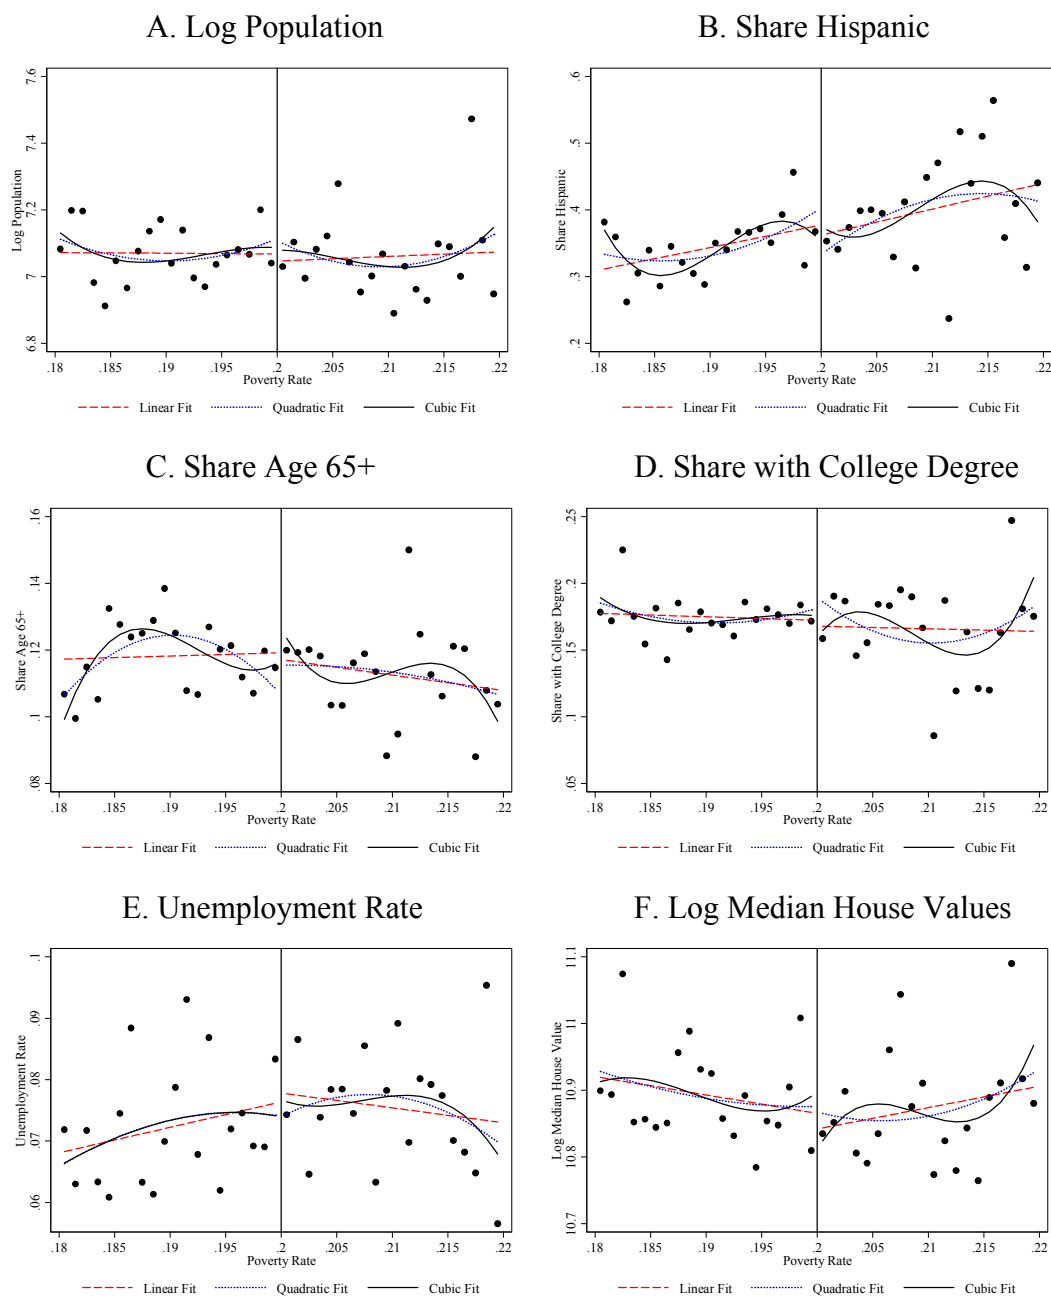 A. Log Population
B. Share Hispanic
7.6
7.4
7.2
7
6.8
Log Population
.18 .185 .19 .195 .2 .205 .21 .215 .22
Poverty Rate
Linear Fit Quadratic Fit Cubic Fit
.6
.5
.4
.3
.2
Share Hispanic
.18 .185 .19 .195 .2 .205 .21 .215 .22
Poverty Rate
Linear Fit Quadratic Fit Cubic Fit
C. Share Age 65+
D. Share with College Degree
.16
.14
.12
.1
.08
Share Age 65+
.18 .185 .19 .195 .2 .205 .21 .215 .22
Poverty Rate
Linear Fit Quadratic Fit Cubic Fit
.25
.2
.15
.1
.05
Share with College Degree
.18 .185 .19 .195 .2 .205 .21 .215 .22
Poverty Rate
Linear Fit Quadratic Fit Cubic Fit
E. Unemployment Rate
F. Log Median House Values
.1
.09
.08
.07
.06
Unemployment Rate
.18 .185 .19 .195 .2 .205 .21 .215 .22
Poverty Rate
Linear Fit Quadratic Fit Cubic Fit
11.1
11
10.9
10.8
10.7
Log Median House Value
.18 .185 .19 .195 .2 .205 .21 .215 .22
Poverty Rate
Linear Fit Quadratic Fit Cubic Fit